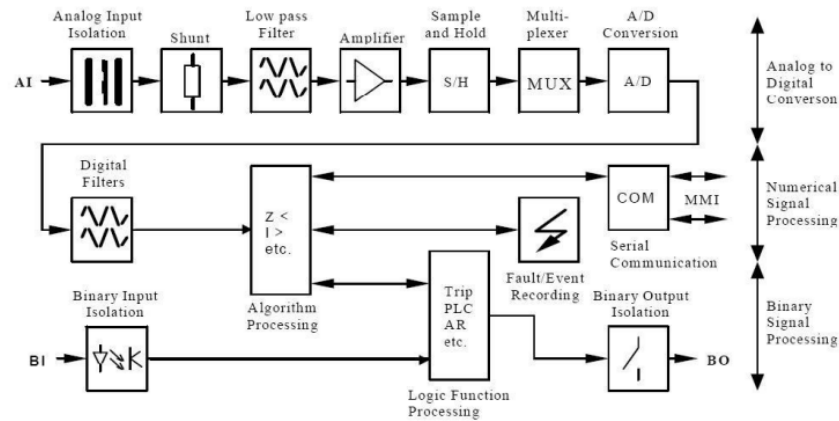 Analog Input
Isolation
Shunt
Low pass
Filter
Amplifier
Sample
and Hold
Multi-
plexer
A/D
Conversion
AI
S/H
MUX
A/D
Analog to
Digital
Converson
Digital
Filters
Z <
I >
etc.
Algorithm
Processing
COM
MMI
Serial
Communication
Fault/Event
Recording
Numerical
Signal
Processing
Binary Input
Isolation
BI
Trip
PLC
AR
etc.
Logic Function
Processing
Binary Output
Isolation
BO
Binary
Signal
Processing